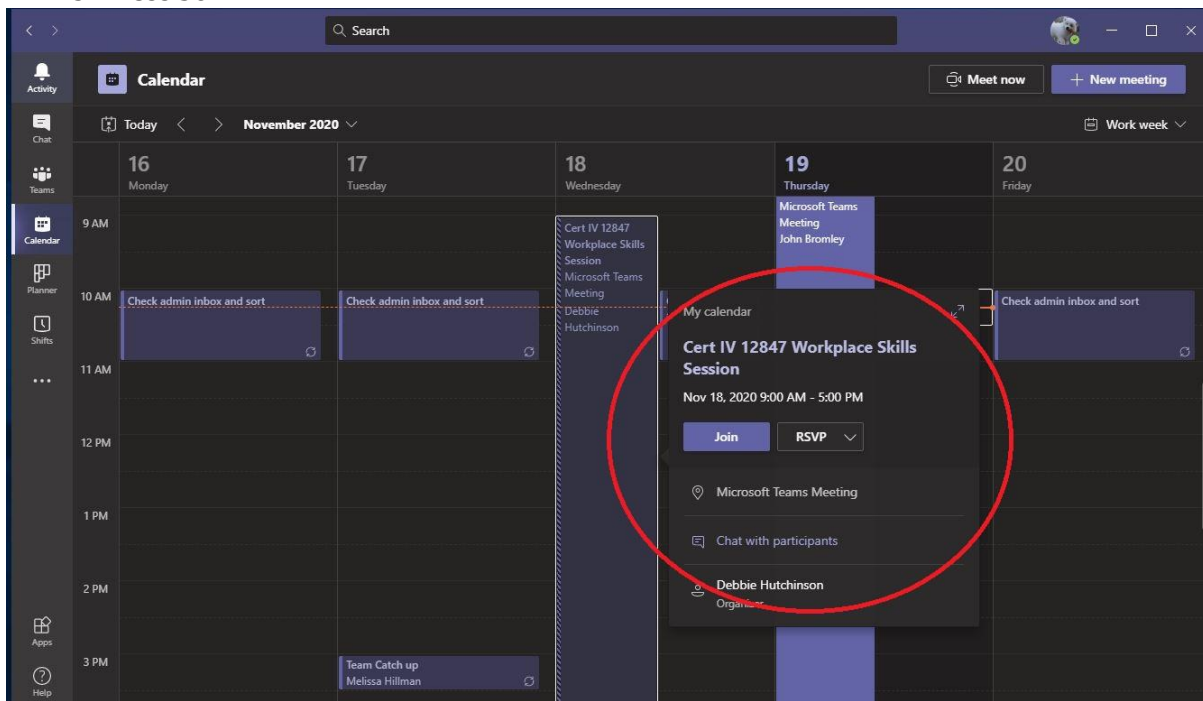 Search
Activity
Calendar
Meet now
+ New meeting
Chat
Today
November 2020
Work week
Teams
16
Monday
17
Tuesday
18
Wednesday
19
Thursday
20
Friday
Calendar
Planner
Shifts
Apps
Help
9 AM
10 AM
11 AM
12 PM
1 PM
2 PM
3 PM
Check admin inbox and sort
Check admin inbox and sort
Team Catch up
Melissa Hillman
Cert IV 12847
Workplace Skills
Session
Microsoft Teams
Meeting
Debbie
Hutchinson
Microsoft Teams
Meeting
John Bromley
Check admin inbox and sort
My calendar
Cert IV 12847 Workplace Skills
Session
Nov 18, 2020 9:00 AM - 5:00 PM
Join
RSVP
Microsoft Teams Meeting
Chat with participants
Debbie Hutchinson
Organiser